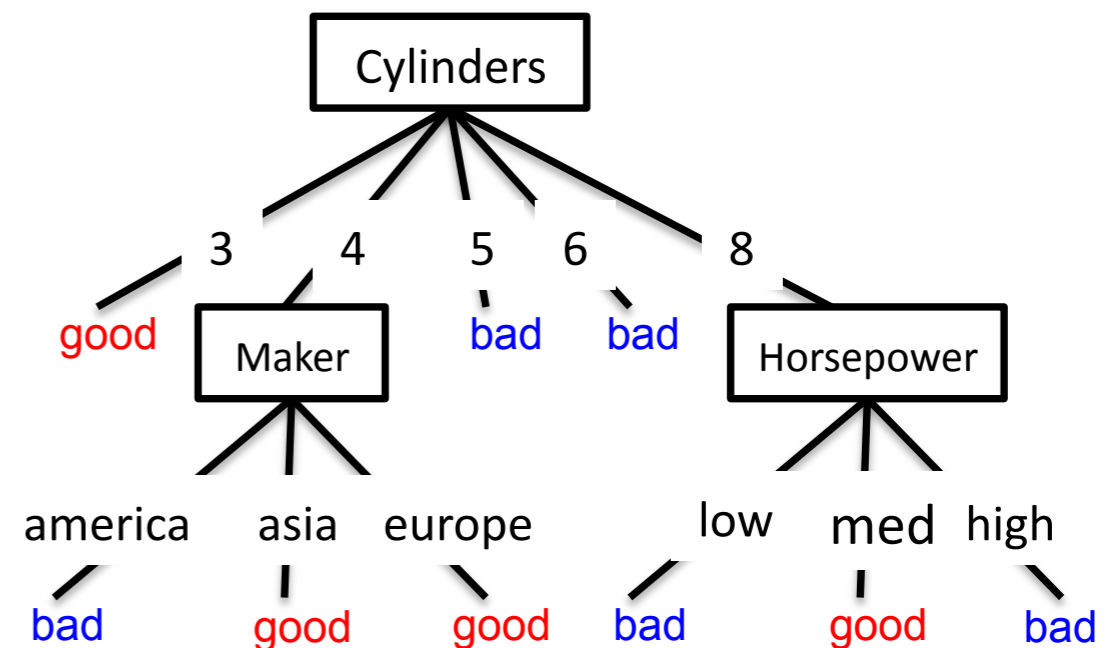 Cylinders
3 4 5 6 8
good Maker bad bad Horsepower
america asia europe low med high
bad good good bad good bad